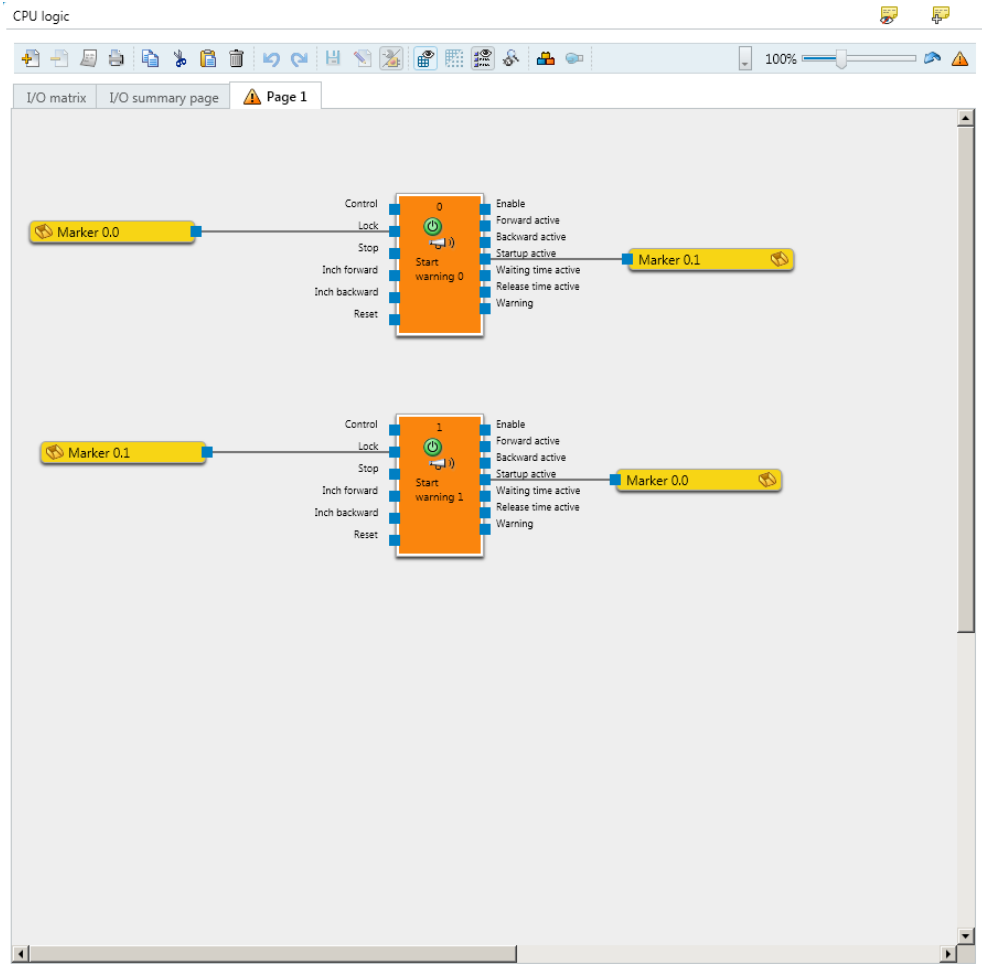 CPU logic
100%
I/O matrix I/O summary page Page 1
Control 0 Enable
Marker 0.0 Lock Forward active
Stop Backward active
Start warning 0 Startup active Marker 0.1
Inch forward Waiting time active
Inch backward Release time active
Reset Warning
Control 1 Enable
Marker 0.1 Lock Forward active
Stop Backward active
Start warning 1 Startup active Marker 0.0
Inch forward Waiting time active
Inch backward Release time active
Reset Warning